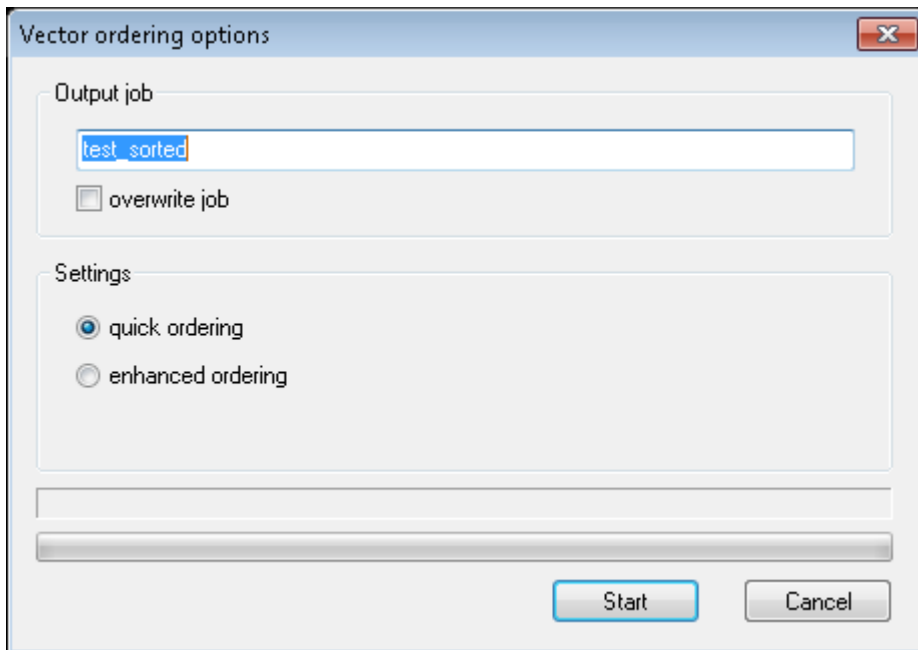 Vector ordering options
Output job
test_sorted
overwrite job
Settings
quick ordering
enhanced ordering
Start Cancel